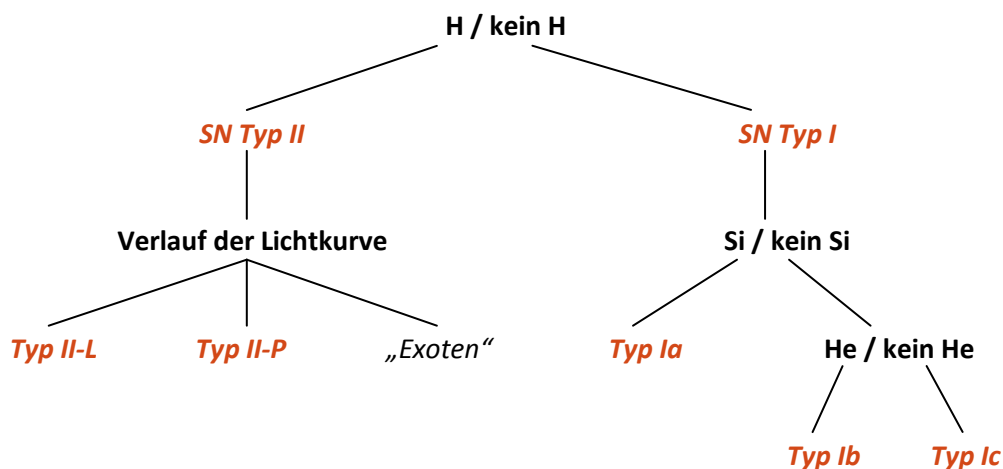 H / kein H
SN Typ II
SN Typ I
Verlauf der Lichtkurve
Si / kein Si
Typ II-L
Typ II-P
„Exoten“
Typ Ia
He / kein He
Typ Ib
Typ Ic